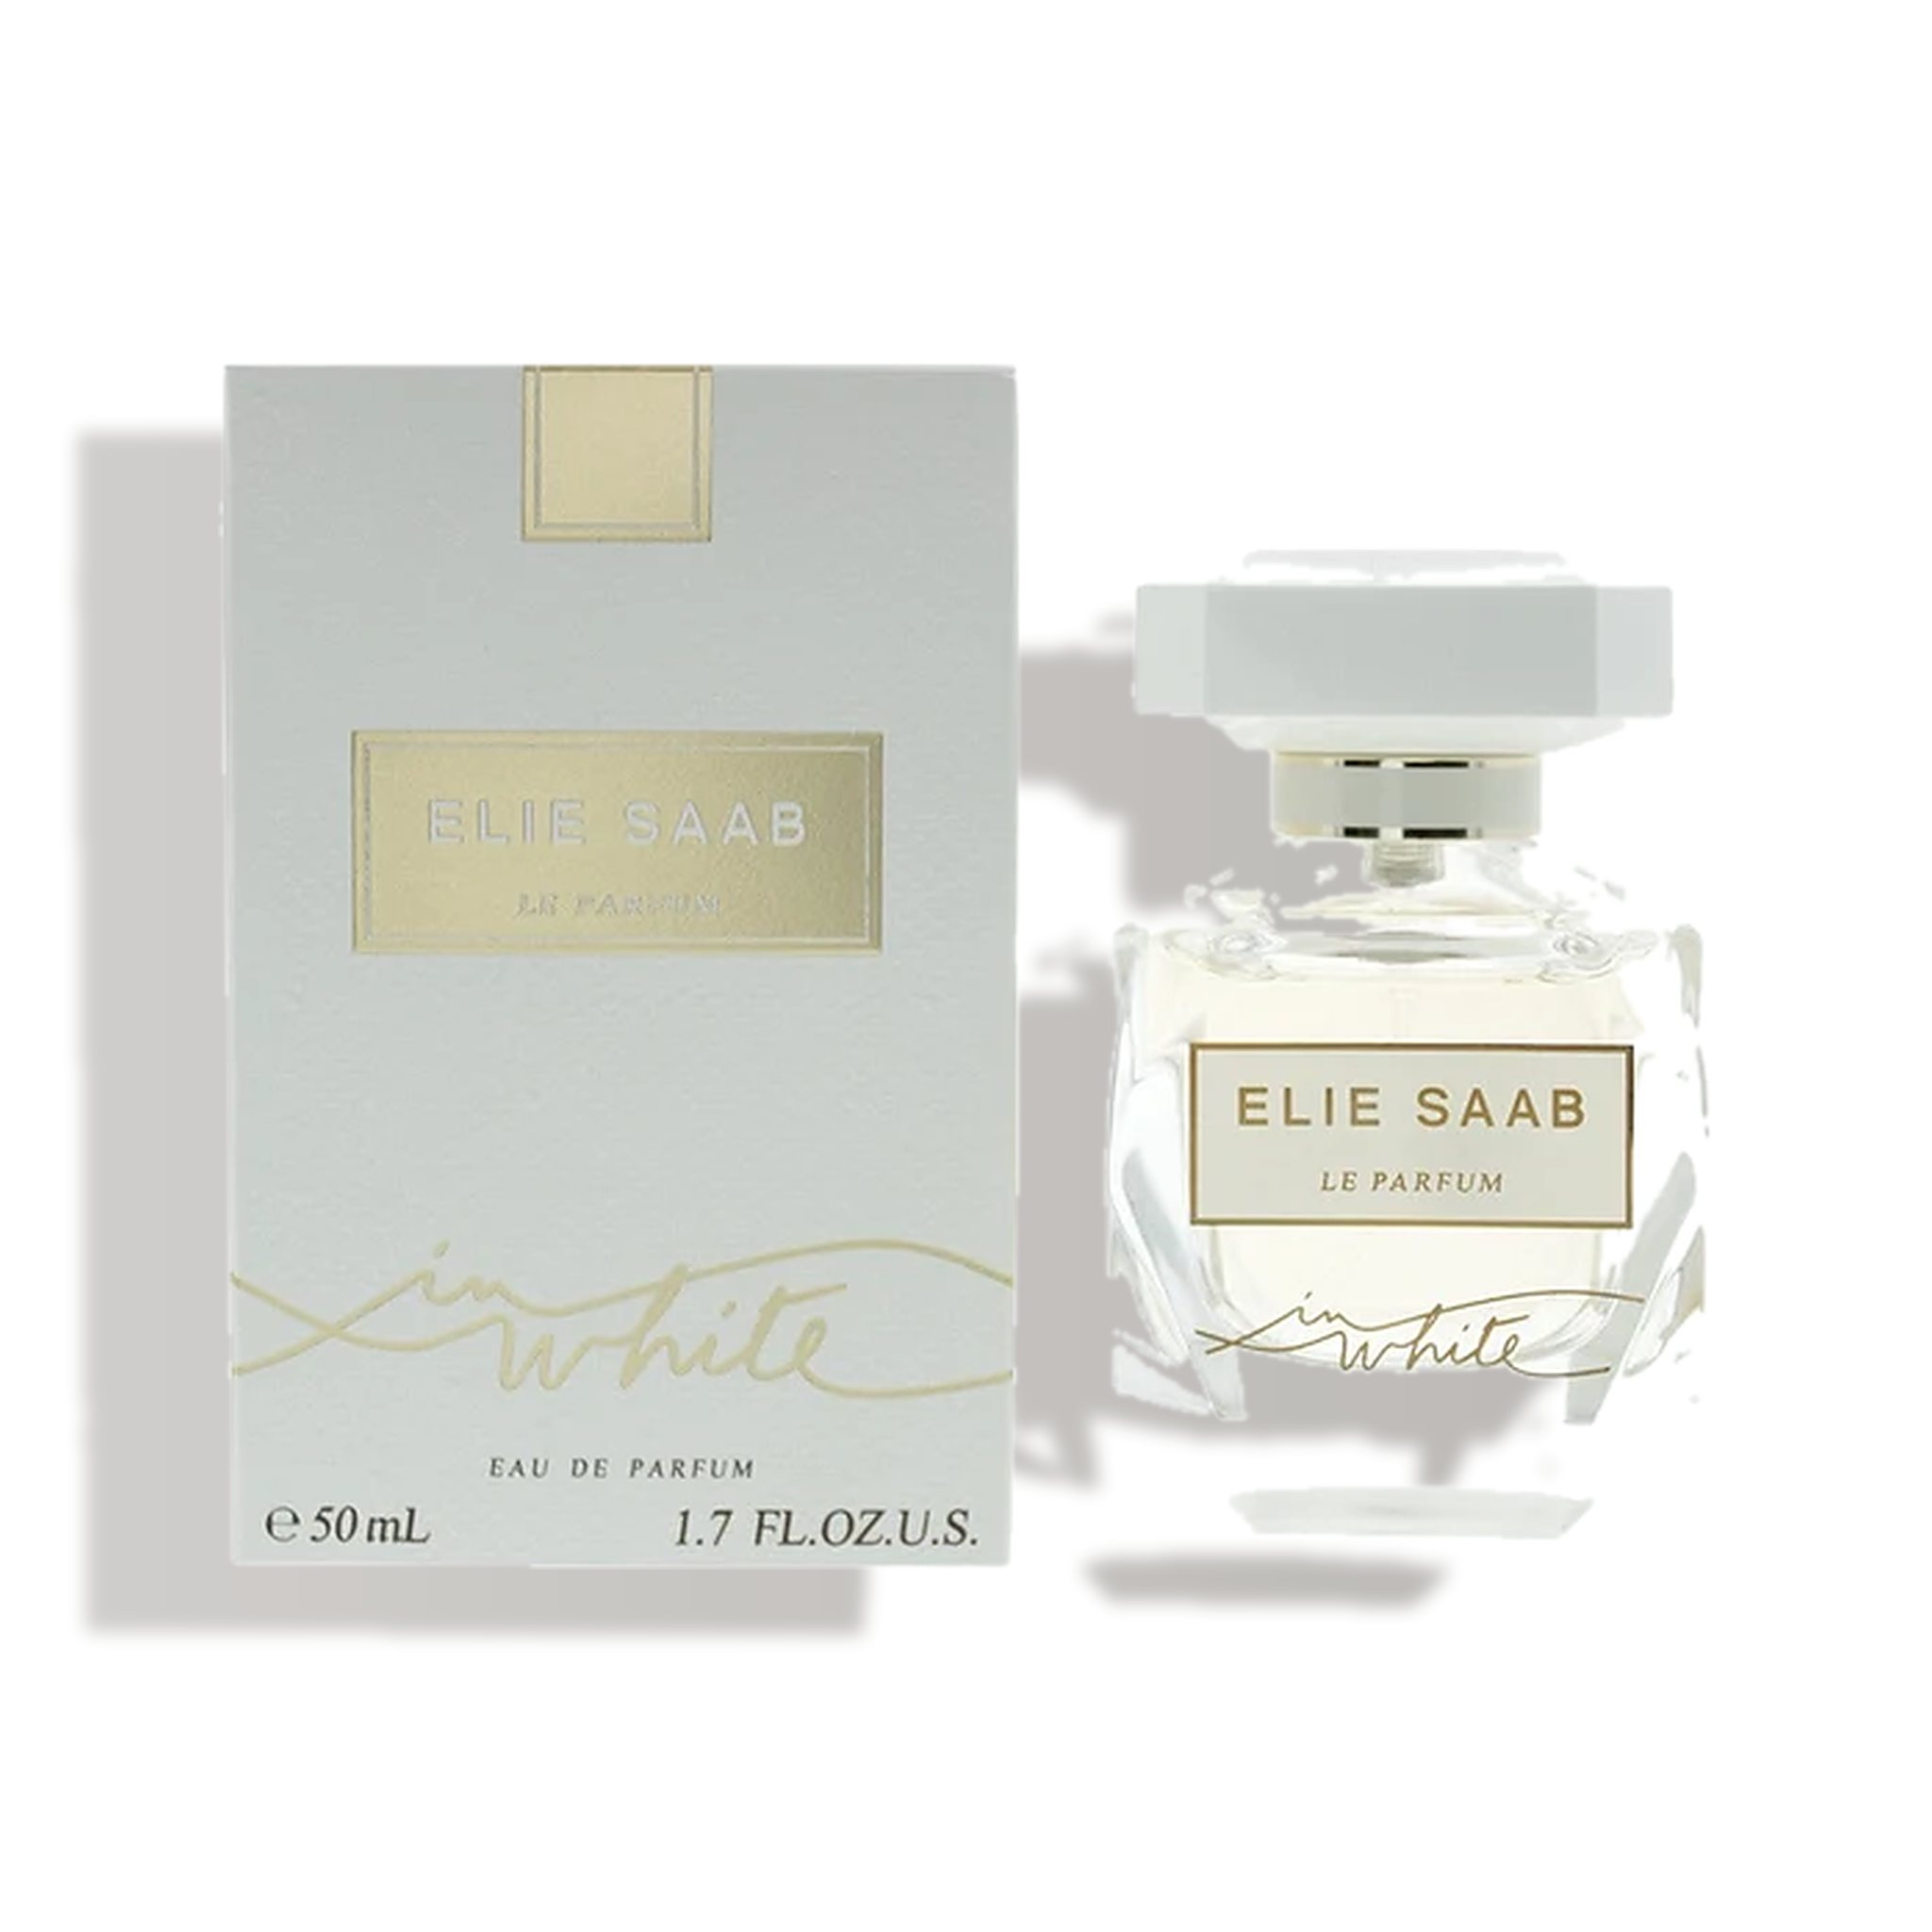 ELIE SAAB
LE PARFUM
in
white
EAU DE PARFUM
℮ 50 mL 1.7 FL.OZ.U.S.
ELIE SAAB
LE PARFUM
in
white